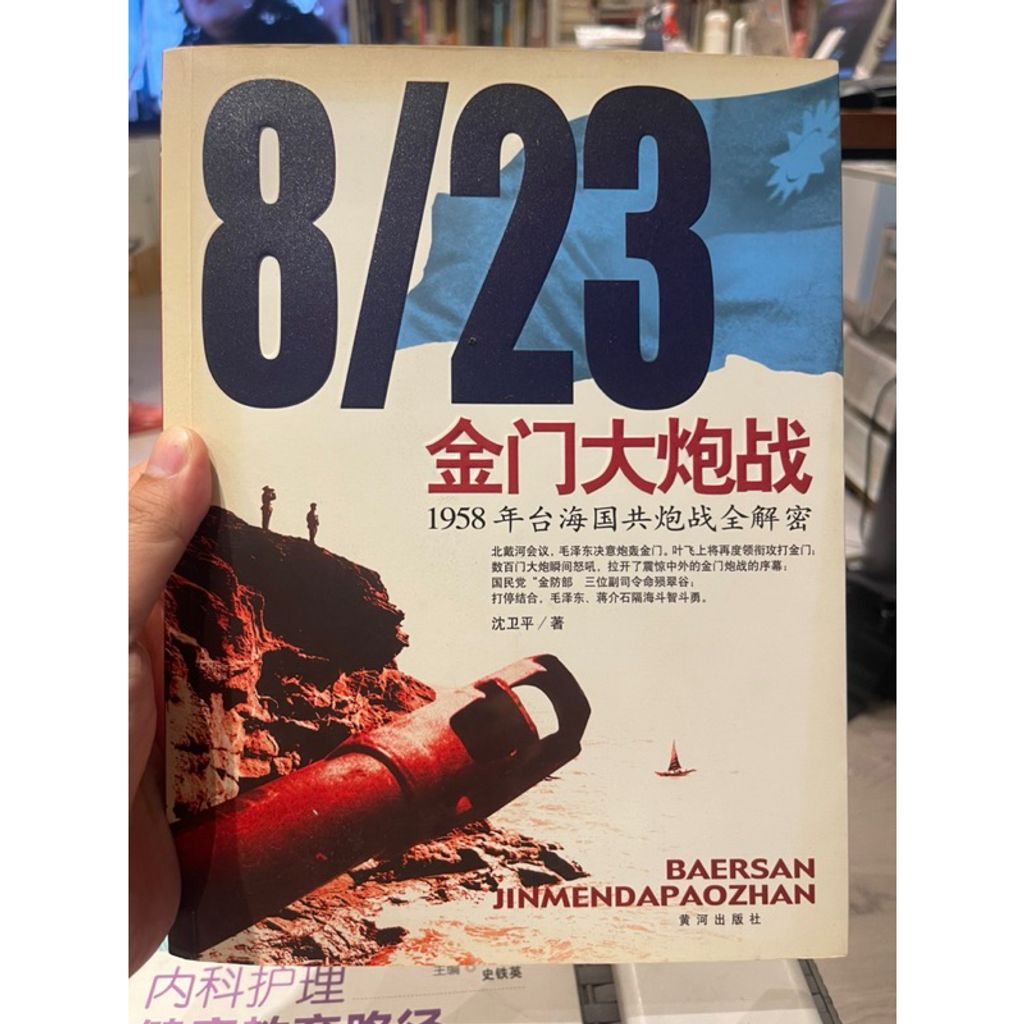 8/23
金门大炮战
1958年台海国共炮战全解密
北戴河会议，毛泽东决意炮轰金门。叶飞上将再度领衔攻打金门；
数百门大炮瞬间怒吼，拉开了震惊中外的金门炮战的序幕；
国民党“金防部 三位副司令命殒翠谷；
打停结合，毛泽东、蒋介石隔海斗智斗勇。
沈卫平／著
BAERSAN
JINMENDAPAOZHAN
黄河出版社
主编 史铁英
内科护理